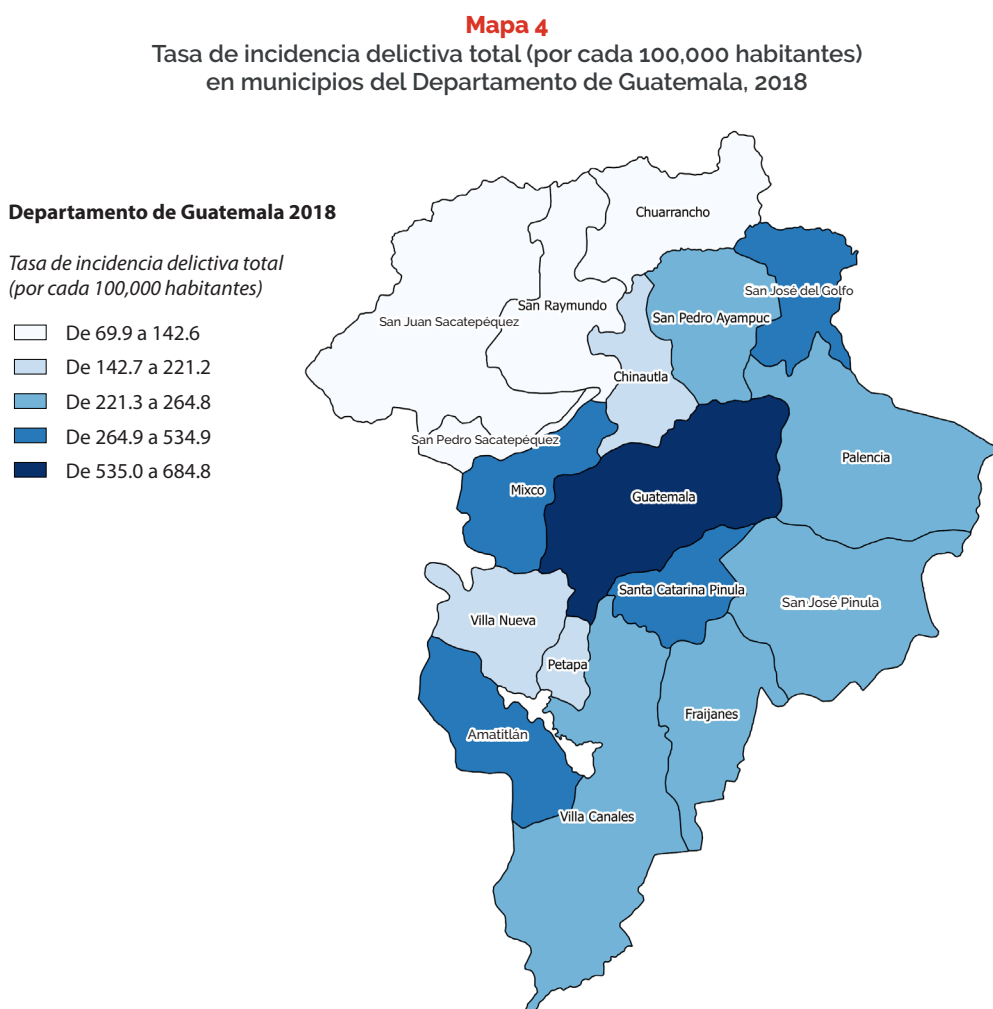 Mapa 4
Tasa de incidencia delictiva total (por cada 100,000 habitantes)
en municipios del Departamento de Guatemala, 2018
Departamento de Guatemala 2018
Tasa de incidencia delictiva total
(por cada 100,000 habitantes)
De 69.9 a 142.6
De 142.7 a 221.2
De 221.3 a 264.8
De 264.9 a 534.9
De 535.0 a 684.8
Chuarrancho
San José del Golfo
San Raymundo
San Juan Sacatepéquez
San Pedro Ayampuc
Chinautla
San Pedro Sacatepéquez
Palencia
Mixco
Guatemala
Santa Catarina Pinula
San José Pinula
Villa Nueva
Petapa
Fraijanes
Amatitlán
Villa Canales